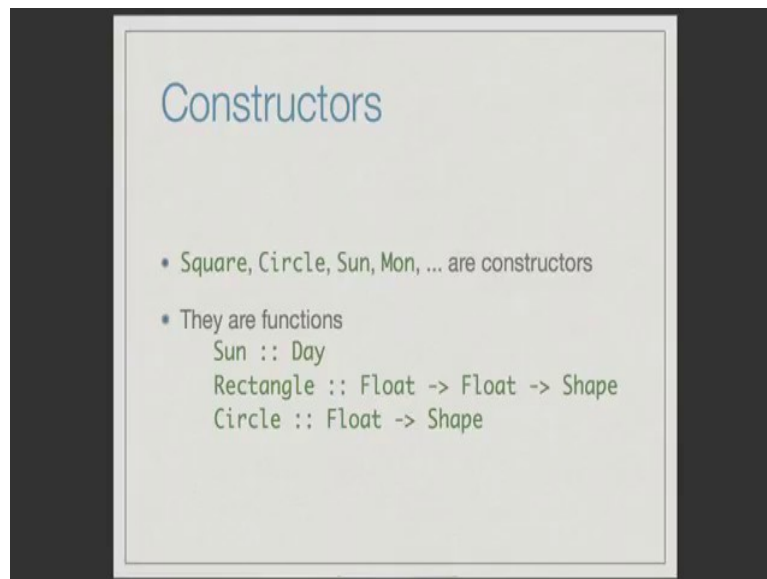 Constructors
• Square, Circle, Sun, Mon, ... are constructors
• They are functions
Sun :: Day
Rectangle :: Float -> Float -> Shape
Circle :: Float -> Shape